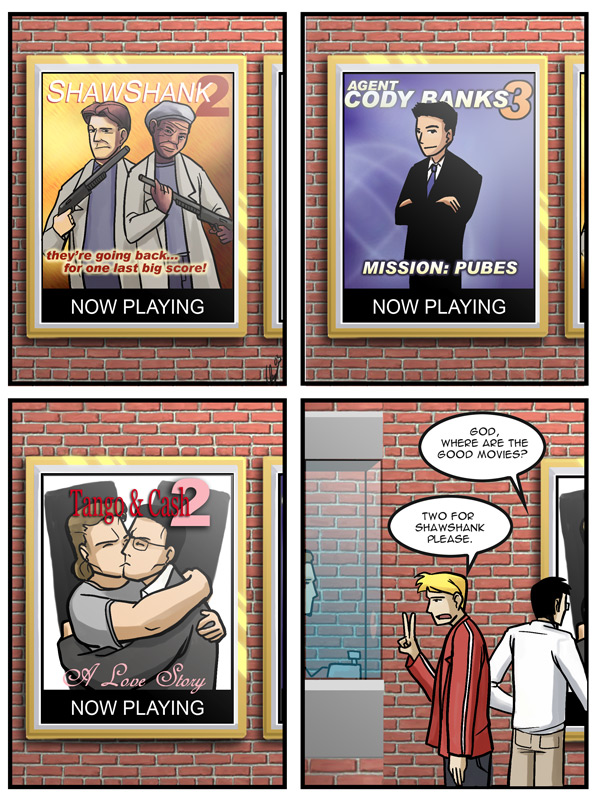 SHAWSHANK 2
they're going back...
for one last big score!
NOW PLAYING
AGENT
CODY BANKS 3
MISSION: PUBES
NOW PLAYING
Tango & Cash 2
A Love Story
NOW PLAYING
GOD,
WHERE ARE THE
GOOD MOVIES?
TWO FOR
SHAWSHANK
PLEASE.